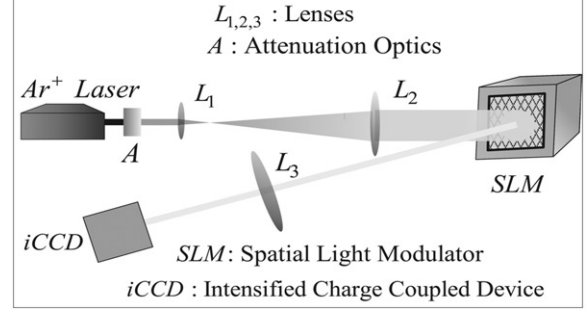 L1,2,3 : Lenses
A : Attenuation Optics
Ar+ Laser
L1
L2
A
L3
SLM
iCCD
SLM : Spatial Light Modulator
iCCD : Intensified Charge Coupled Device